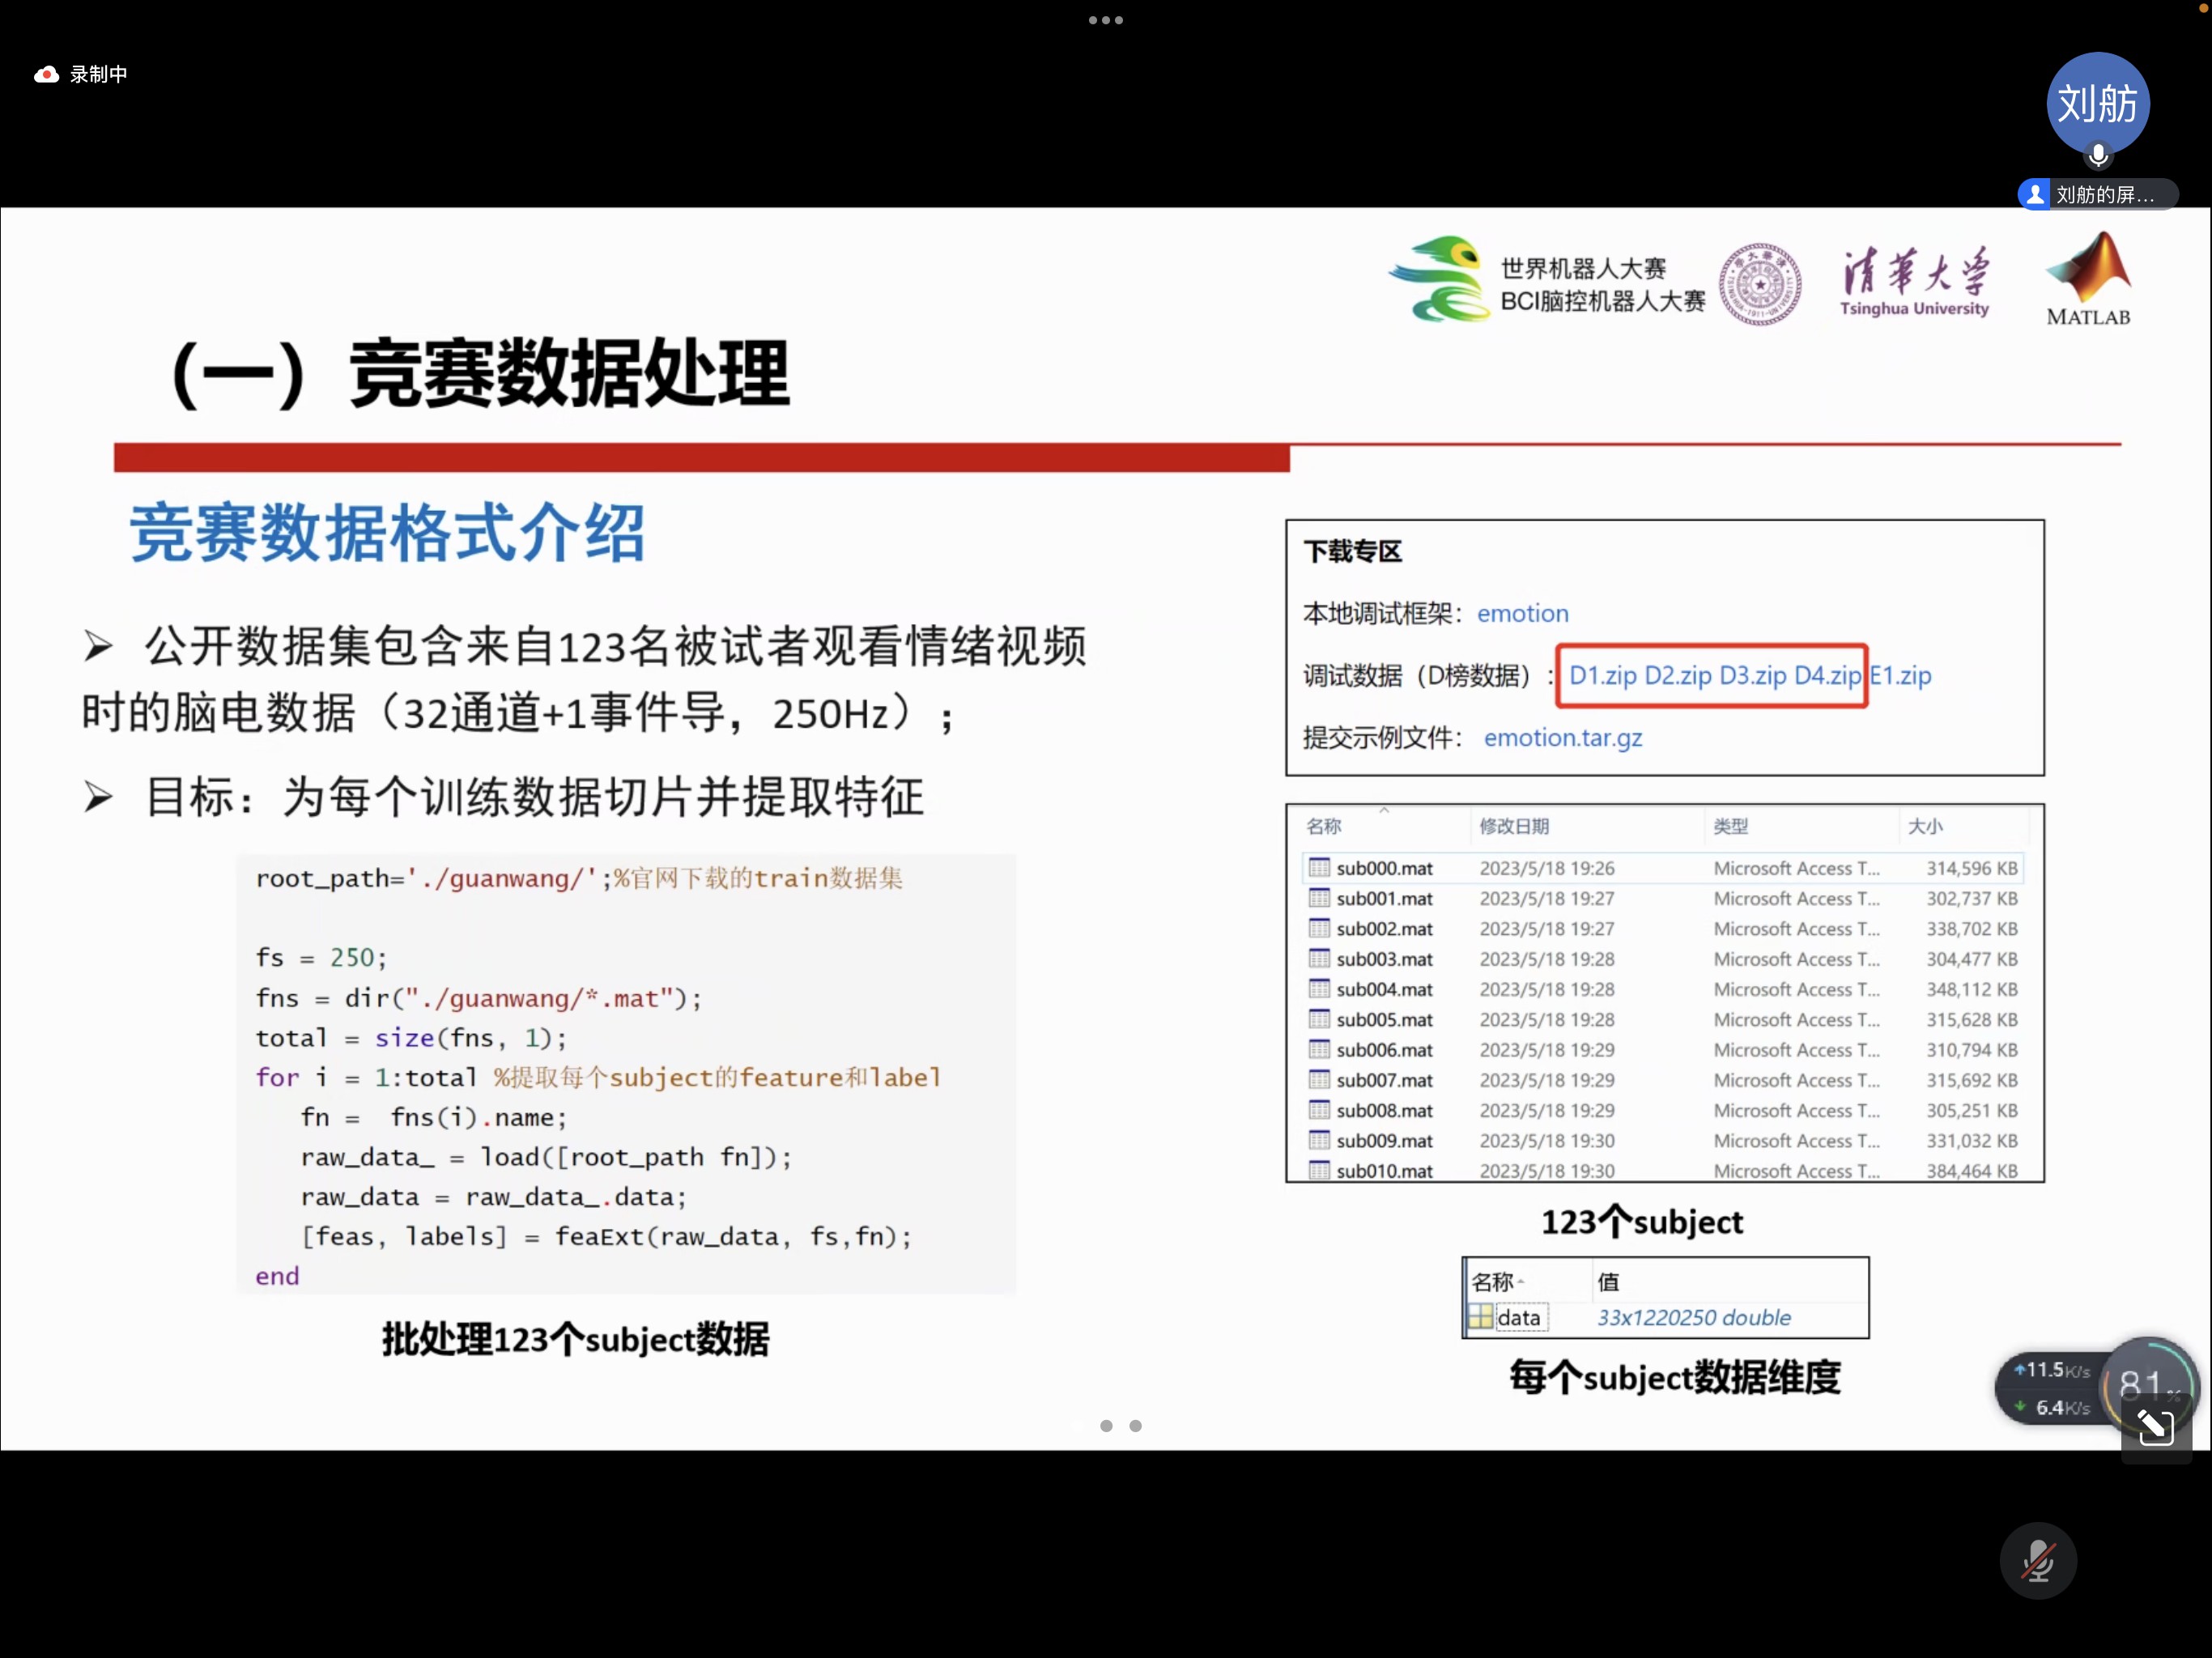 录制中
刘舫
刘舫的屏...
世界机器人大赛
BCI脑控机器人大赛
清华大学
Tsinghua University
MATLAB
（一）竞赛数据处理
竞赛数据格式介绍
➢ 公开数据集包含来自123名被试者观看情绪视频
时的脑电数据（32通道+1事件导，250Hz）；
➢ 目标：为每个训练数据切片并提取特征
root_path='./guanwang/';%官网下载的train数据集
fs = 250;
fns = dir("./guanwang/*.mat");
total = size(fns, 1);
for i = 1:total %提取每个subject的feature和label
fn = fns(i).name;
raw_data_ = load([root_path fn]);
raw_data = raw_data_.data;
[feas, labels] = feaExt(raw_data, fs,fn);
end
批处理123个subject数据
下载专区
本地调试框架： emotion
调试数据（D榜数据）： D1.zip D2.zip D3.zip D4.zip E1.zip
提交示例文件： emotion.tar.gz
名称 修改日期 类型 大小
sub000.mat 2023/5/18 19:26 Microsoft Access T... 314,596 KB
sub001.mat 2023/5/18 19:27 Microsoft Access T... 302,737 KB
sub002.mat 2023/5/18 19:27 Microsoft Access T... 338,702 KB
sub003.mat 2023/5/18 19:28 Microsoft Access T... 304,477 KB
sub004.mat 2023/5/18 19:28 Microsoft Access T... 348,112 KB
sub005.mat 2023/5/18 19:28 Microsoft Access T... 315,628 KB
sub006.mat 2023/5/18 19:29 Microsoft Access T... 310,794 KB
sub007.mat 2023/5/18 19:29 Microsoft Access T... 315,692 KB
sub008.mat 2023/5/18 19:29 Microsoft Access T... 305,251 KB
sub009.mat 2023/5/18 19:30 Microsoft Access T... 331,032 KB
sub010.mat 2023/5/18 19:30 Microsoft Access T... 384,464 KB
123个subject
名称 值
data 33x1220250 double
每个subject数据维度
11.5K/s
6.4K/s
81%